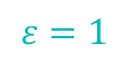 ε = 1